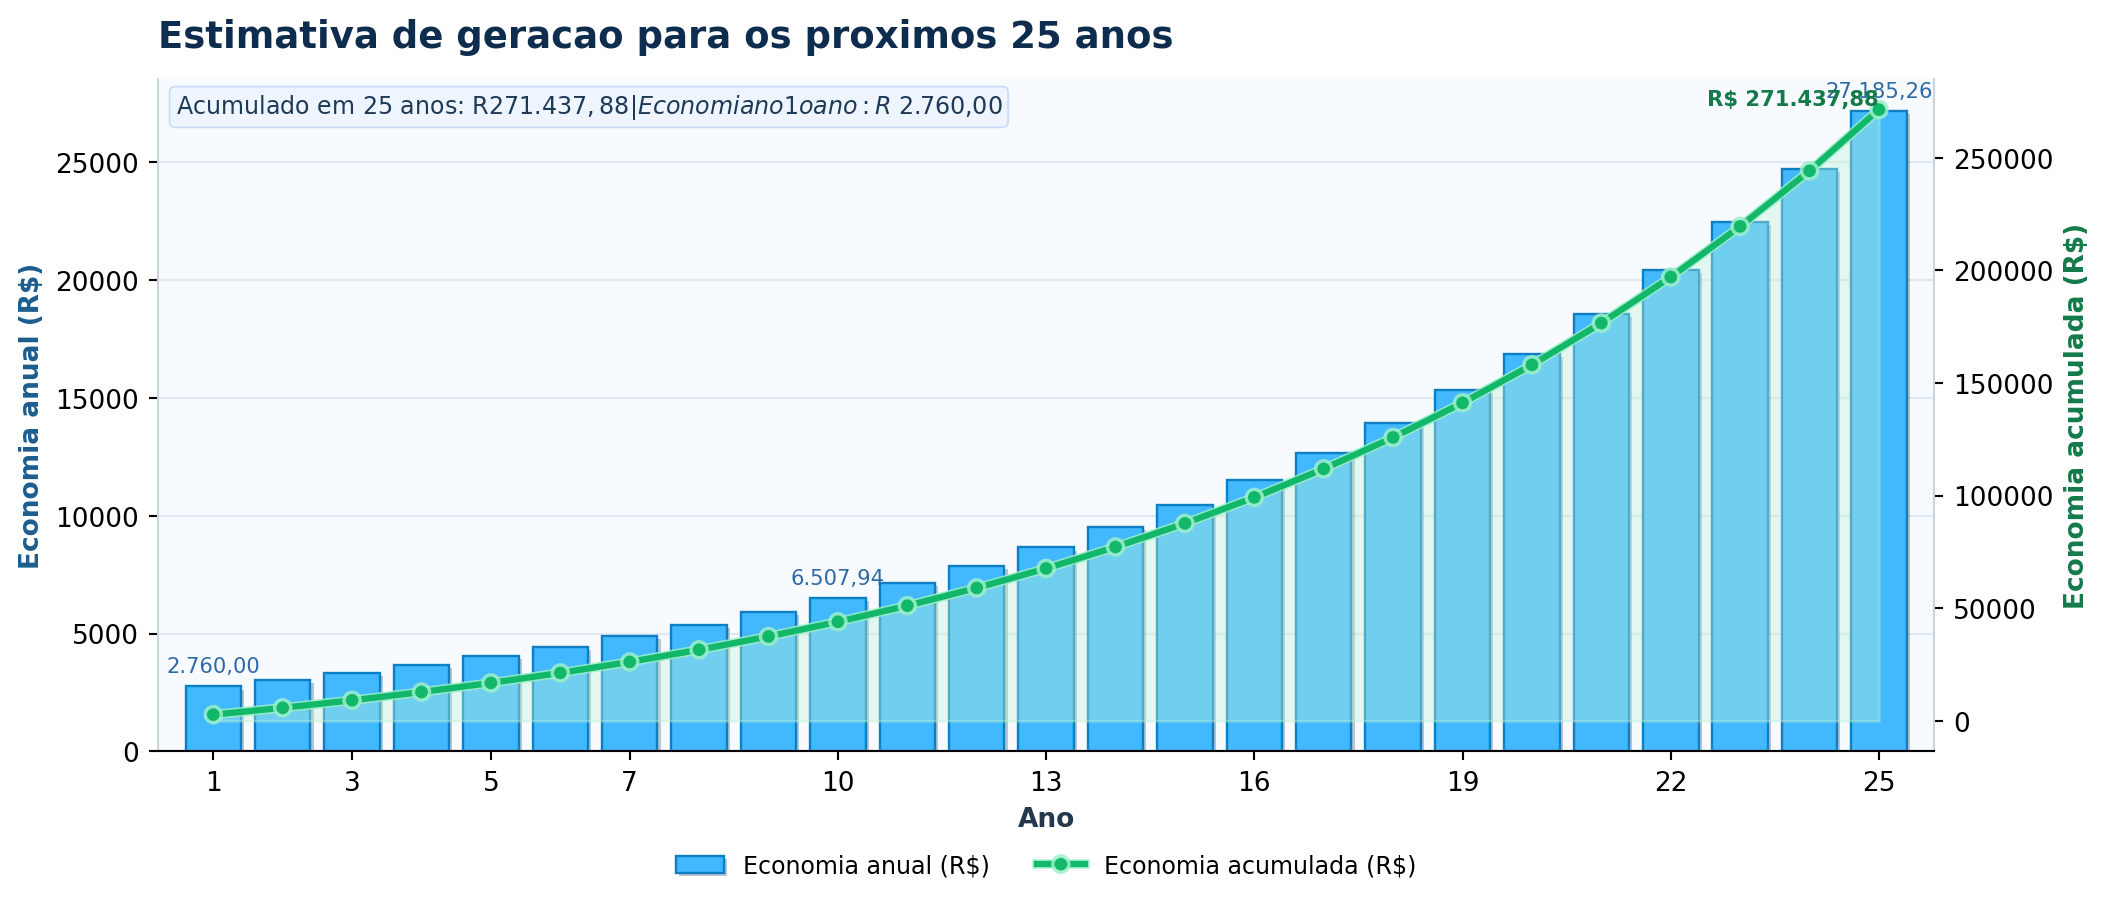 Estimativa de geracao para os proximos 25 anos
Acumulado em 25 anos: R271.437,88|Economiano1oano:R 2.760,00
R$ 271.437,88
27.185,26
6.507,94
2.760,00
Economia anual (R$)
25000
20000
15000
10000
5000
0
Economia acumulada (R$)
250000
200000
150000
100000
50000
0
1 3 5 7 10 13 16 19 22 25
Ano
Economia anual (R$) Economia acumulada (R$)